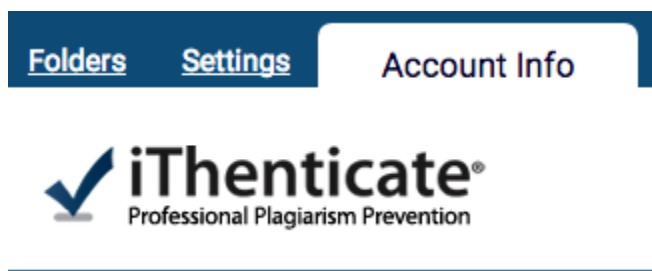 Folders Settings Account Info
iThenticate®
Professional Plagiarism Prevention